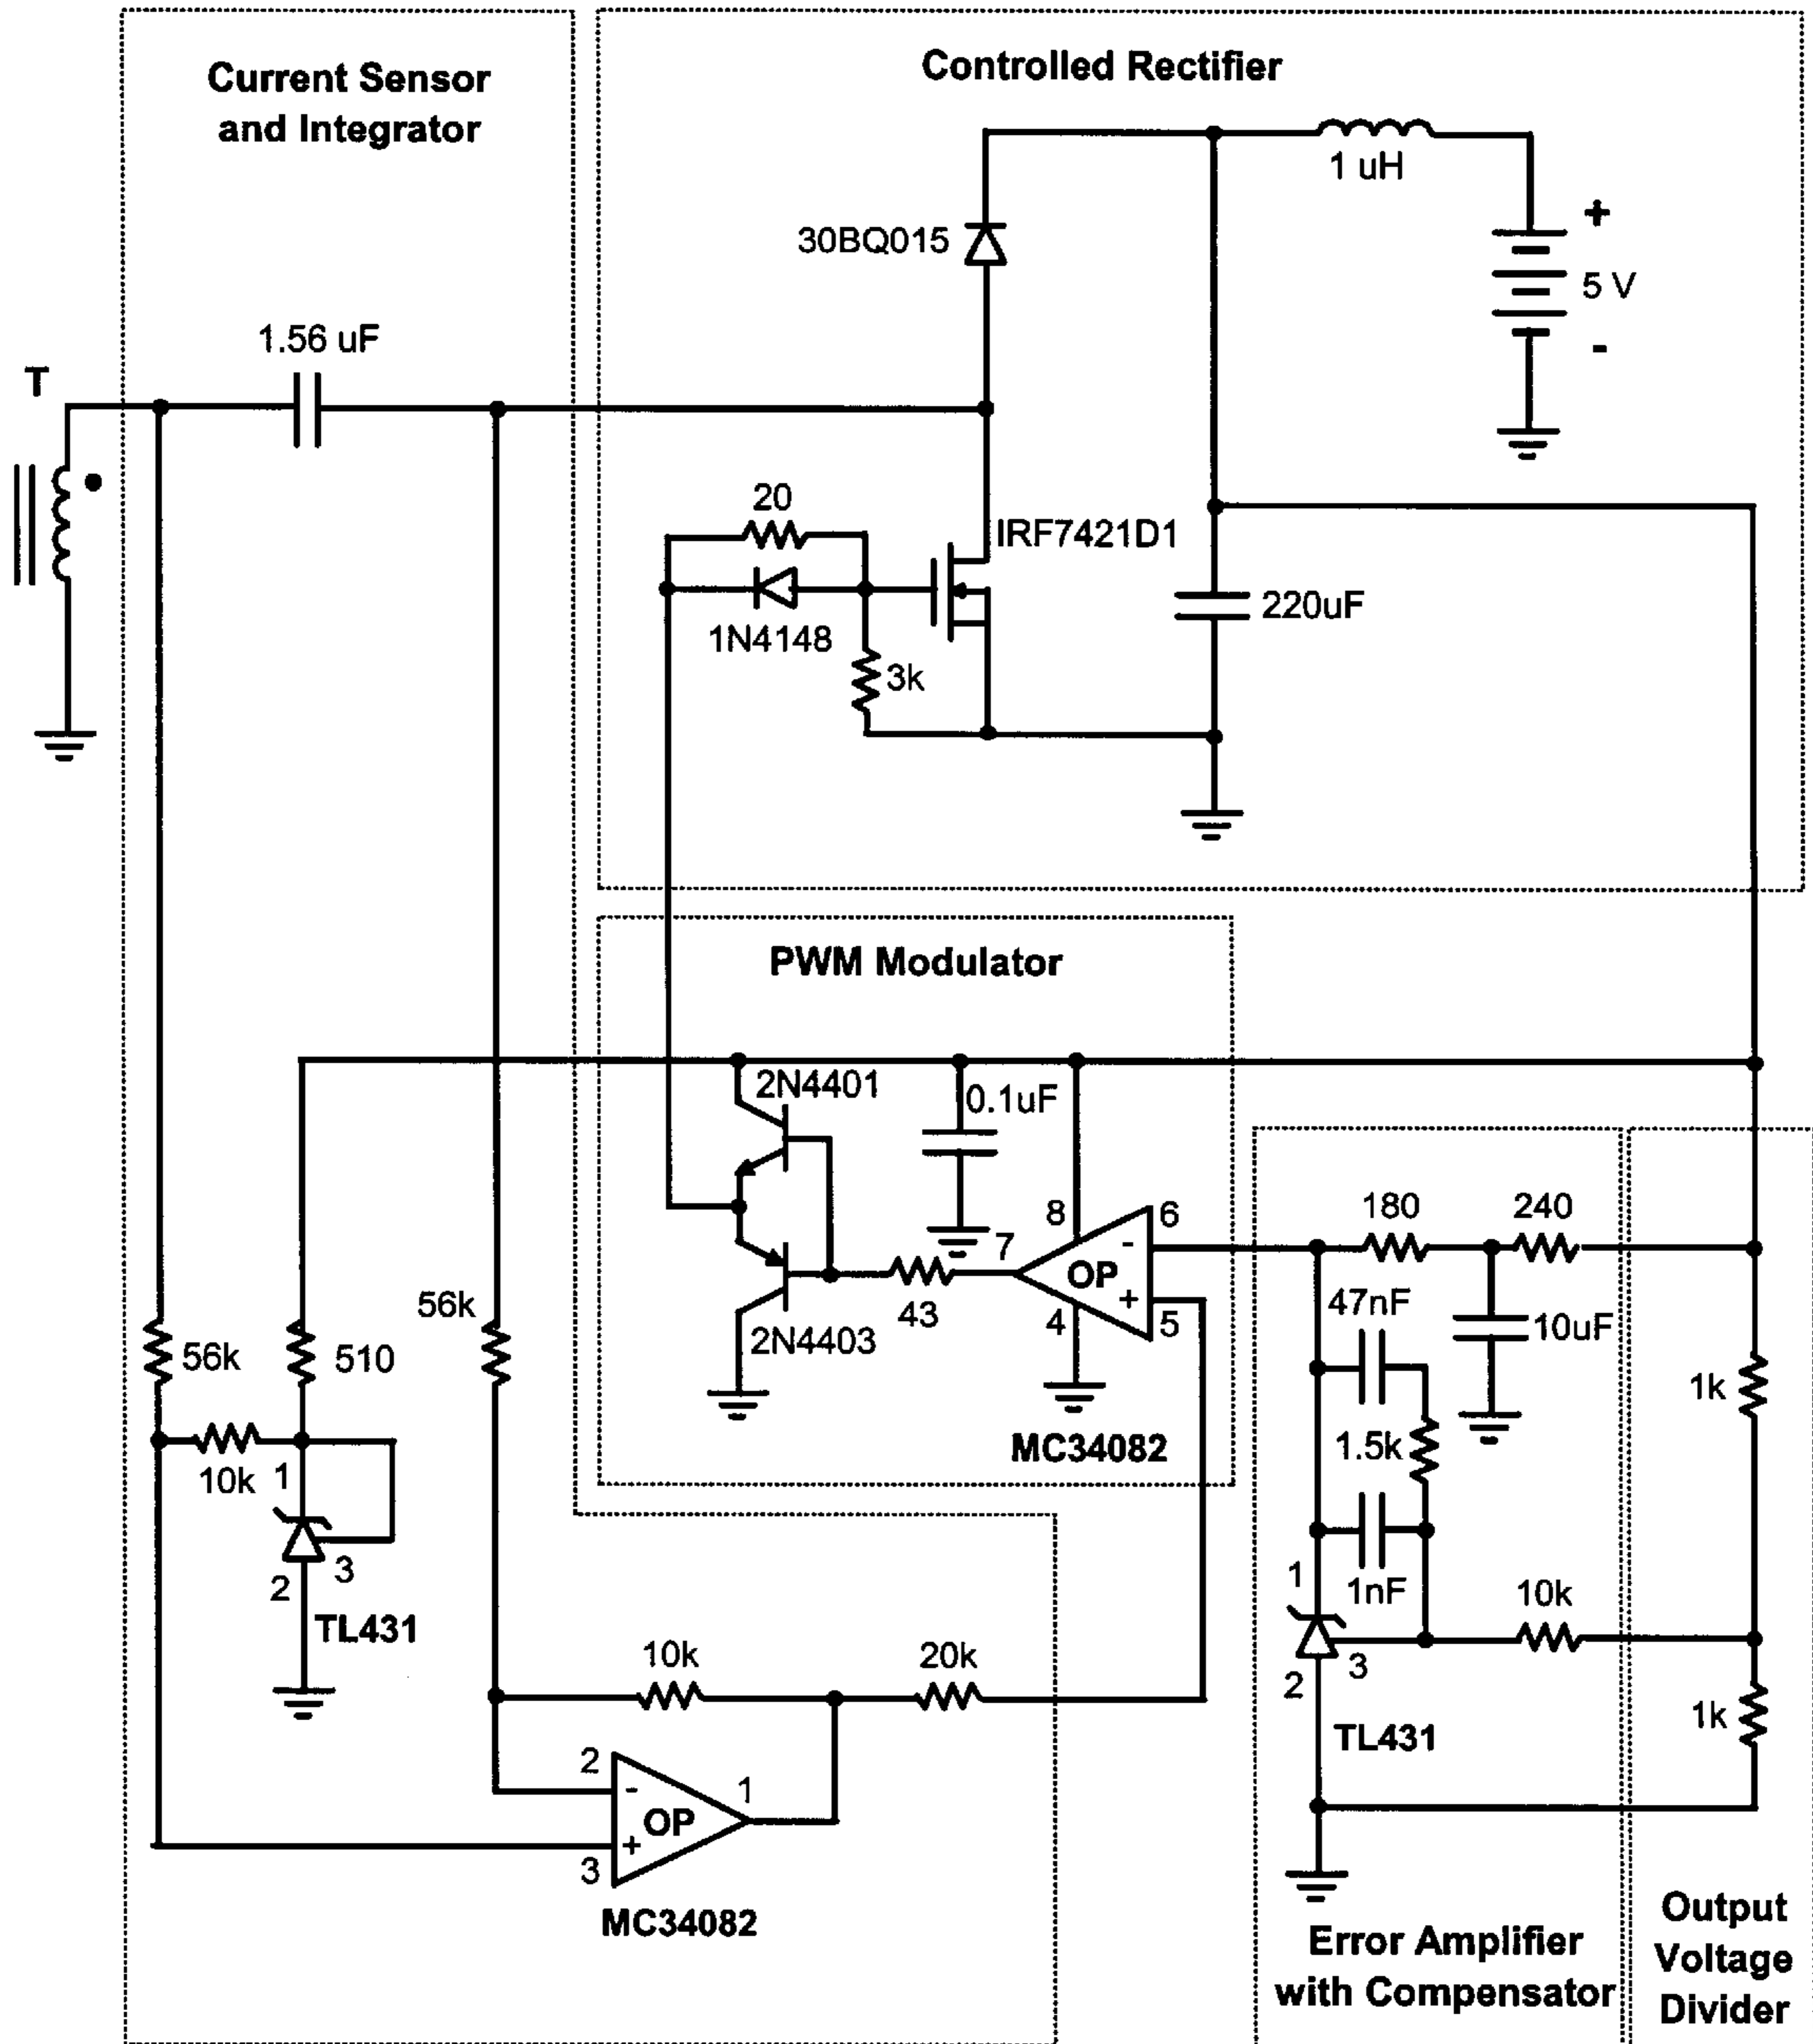 Current Sensor
and Integrator
Controlled Rectifier
1 uH
30BQ015
+
5 V
-
1.56 uF
T
20
IRF7421D1
1N4148
3k
220uF
PWM Modulator
2N4401
0.1uF
8
6
180
240
7
-
OP
+
43
4
5
47nF
10uF
56k
2N4403
56k
510
1k
MC34082
1.5k
10k
1
3
2
TL431
1
1nF
10k
3
2
TL431
10k
20k
1k
2
-
1
OP
+
3
MC34082
Error Amplifier
with Compensator
Output
Voltage
Divider